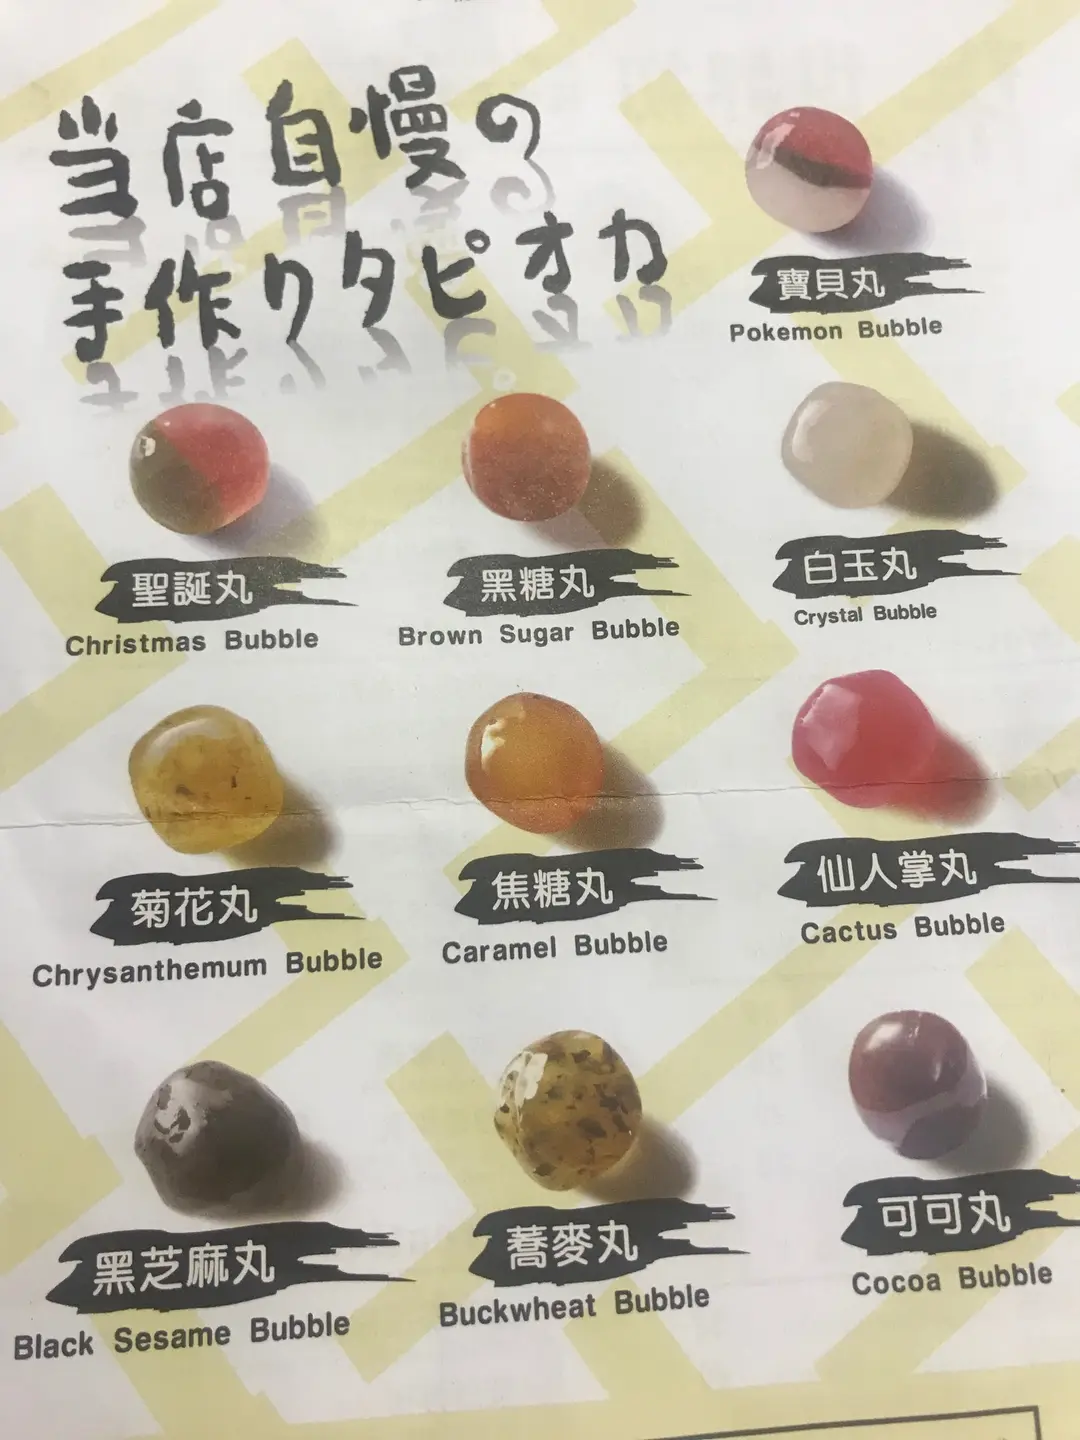 当店自慢の
手作りタピオカ
寶貝丸
Pokemon Bubble
聖誕丸
Christmas Bubble
黑糖丸
Brown Sugar Bubble
白玉丸
Crystal Bubble
菊花丸
Chrysanthemum Bubble
焦糖丸
Caramel Bubble
仙人掌丸
Cactus Bubble
黑芝麻丸
Black Sesame Bubble
蕎麥丸
Buckwheat Bubble
可可丸
Cocoa Bubble